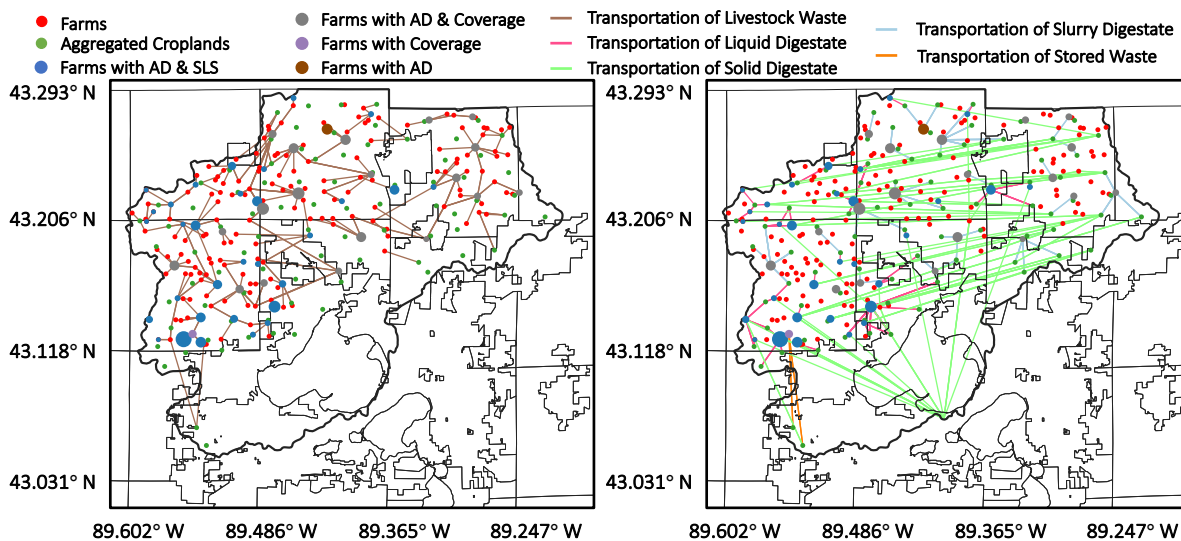 Farms
Aggregated Croplands
Farms with AD & SLS
Farms with AD & Coverage
Farms with Coverage
Farms with AD
Transportation of Livestock Waste
Transportation of Liquid Digestate
Transportation of Solid Digestate
Transportation of Slurry Digestate
Transportation of Stored Waste
43.293° N
43.206° N
43.118° N
43.031° N
89.602° W 89.486° W 89.365° W 89.247° W
43.293° N
43.206° N
43.118° N
43.031° N
89.602° W 89.486° W 89.365° W 89.247° W